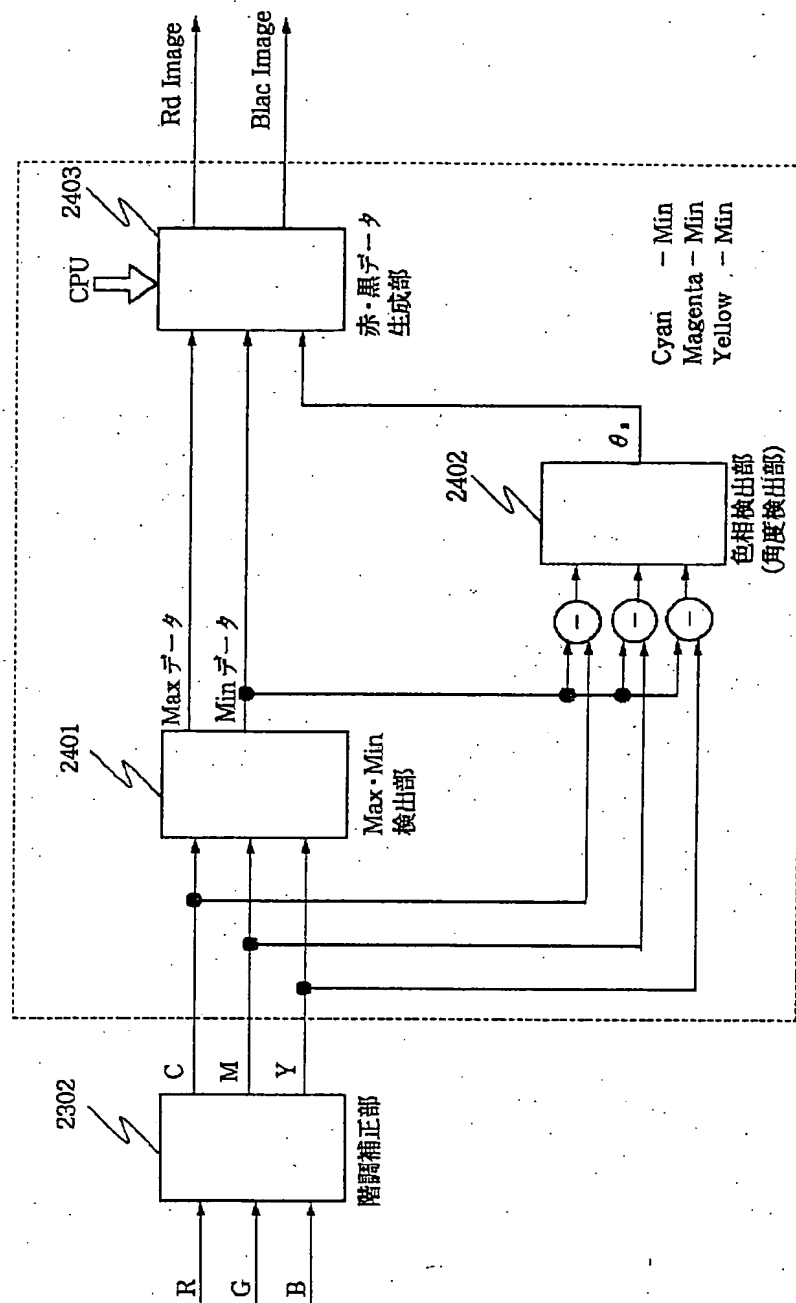 R
G
B
2302
階調補正部
C
M
Y
2401
Max・Min
検出部
Maxデータ
Minデータ
2402
色相検出部
(角度検出部)
-
-
-
CPU
2403
赤・黒データ
生成部
Rd Image
Blac Image
Cyan - Min
Magenta - Min
Yellow - Min